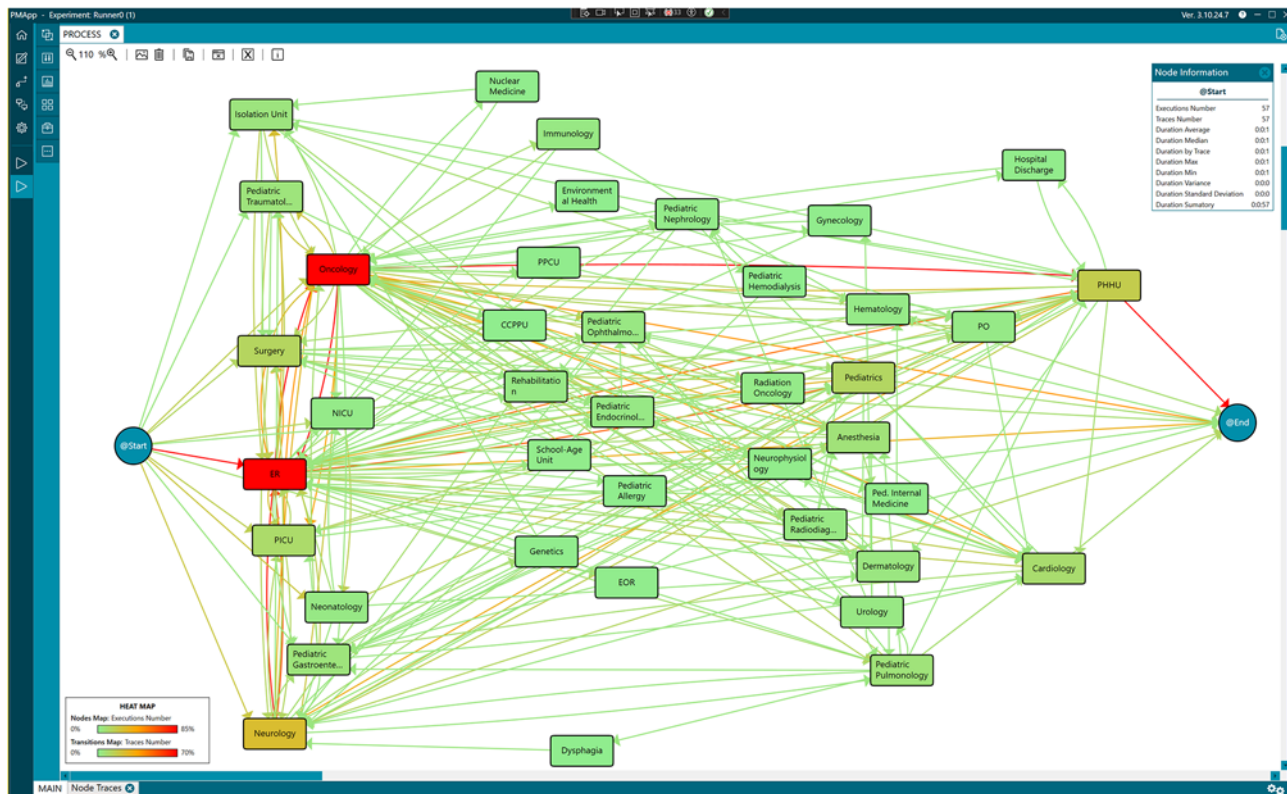 PMApp - Experiment: Runner0 (1)
Ver. 3.10.24.7
PROCESS
110 %
Node Information
@Start
Executions Number 57
Traces Number 57
Duration Average 0:0:1
Duration Median 0:0:1
Duration by Trace 0:0:1
Duration Max 0:0:1
Duration Min 0:0:1
Duration Variance 0:0:0
Duration Standard Deviation 0:0:0
Duration Sumatory 0:0:57
Nuclear
Medicine
Isolation Unit
Immunology
Hospital
Discharge
Pediatric
Traumatol...
Environment
al Health
Pediatric
Nephrology
Gynecology
Oncology
PPCU
Pediatric
Hemodialysis
PHHU
Hematology
CCPPU
Pediatric
Ophthalmo...
PO
Surgery
Rehabilitatio
n
Radiation
Oncology
Pediatrics
NICU
Pediatric
Endocrinol...
@Start
@End
Anesthesia
School-Age
Unit
Neurophysiol
ogy
ER
Pediatric
Allergy
Ped. Internal
Medicine
Pediatric
Radiodiag...
PICU
Genetics
Dermatology
Cardiology
EOR
Neonatology
Urology
Pediatric
Gastroente...
Pediatric
Pulmonology
Neurology
Dysphagia
HEAT MAP
Nodes Map: Executions Number
0% 85%
Transitions Map: Traces Number
0% 70%
MAIN
Node Traces